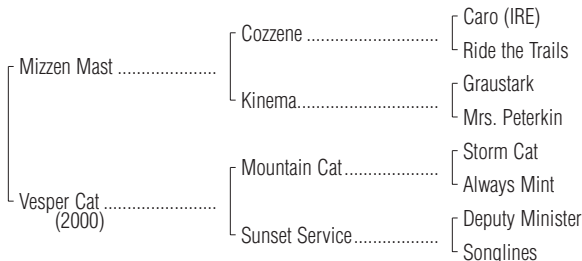 Caro (IRE)
Cozzene ......................
Ride the Trails
Mizzen Mast .....................
Graustark
Kinema..............................
Mrs. Peterkin
Storm Cat
Mountain Cat....................
Always Mint
Vesper Cat ........................
(2000)
Deputy Minister
Sunset Service...................
Songlines